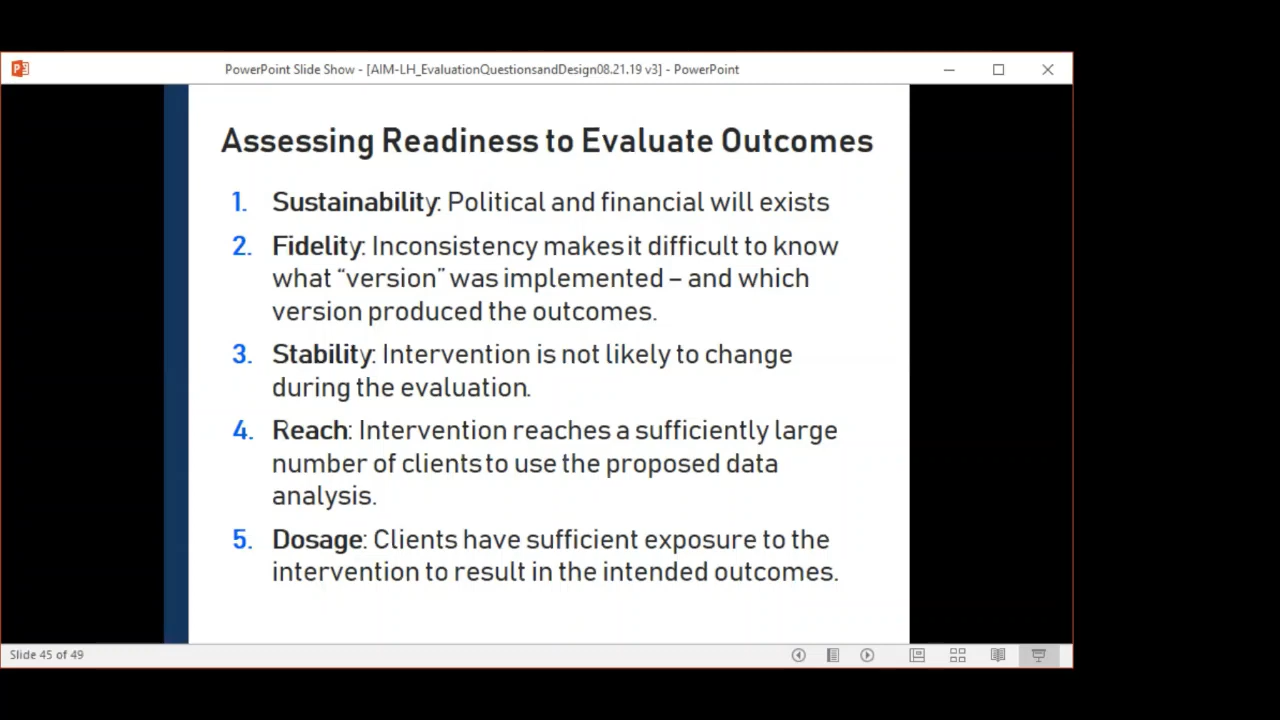 PowerPoint Slide Show - [AIM-LH_EvaluationQuestionsandDesign08.21.19 v3] - PowerPoint
Assessing Readiness to Evaluate Outcomes
1. Sustainability: Political and financial will exists
2. Fidelity: Inconsistency makes it difficult to know
what “version” was implemented – and which
version produced the outcomes.
3. Stability: Intervention is not likely to change
during the evaluation.
4. Reach: Intervention reaches a sufficiently large
number of clients to use the proposed data
analysis.
5. Dosage: Clients have sufficient exposure to the
intervention to result in the intended outcomes.
Slide 45 of 49